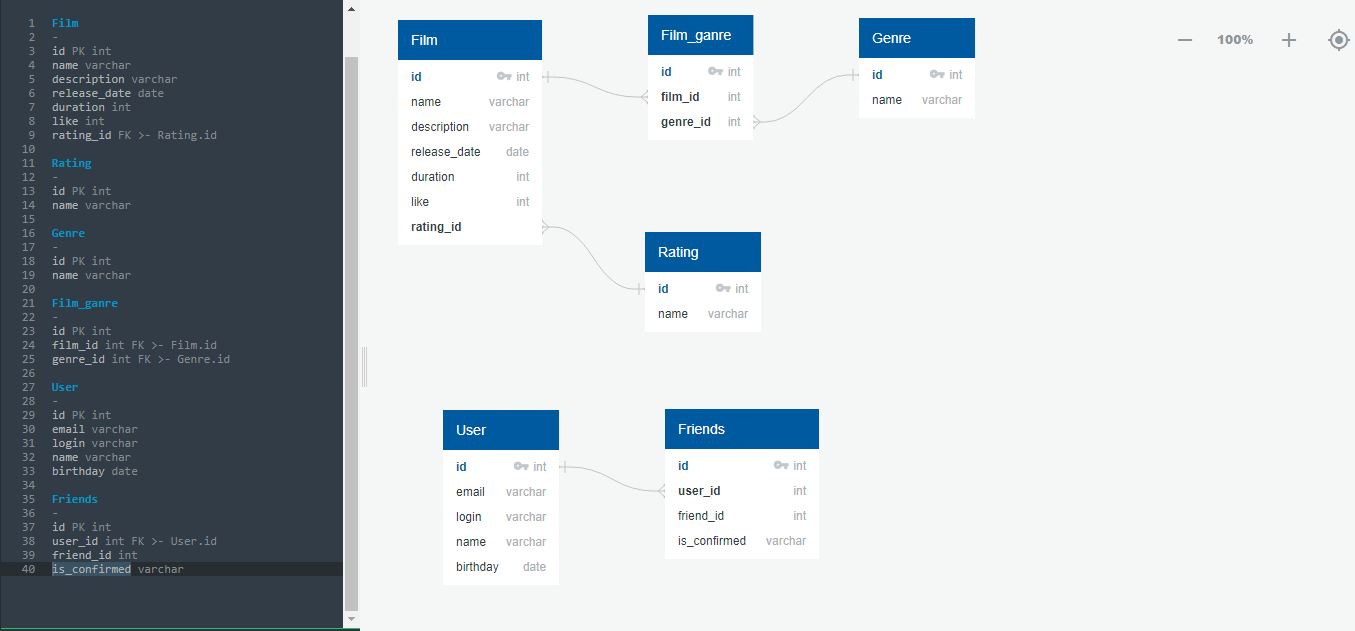 1 Film
2 -
3 id PK int
4 name varchar
5 description varchar
6 release_date date
7 duration int
8 like int
9 rating_id FK >- Rating.id
10
11 Rating
12 -
13 id PK int
14 name varchar
15
16 Genre
17 -
18 id PK int
19 name varchar
20
21 Film_ganre
22 -
23 id PK int
24 film_id int FK >- Film.id
25 genre_id int FK >- Genre.id
26
27 User
28 -
29 id PK int
30 email varchar
31 login varchar
32 name varchar
33 birthday date
34
35 Friends
36 -
37 id PK int
38 user_id int FK >- User.id
39 friend_id int
40 is_confirmed varchar
Film
id int
name varchar
description varchar
release_date date
duration int
like int
rating_id
Film_ganre
id int
film_id int
genre_id int
Genre
id int
name varchar
100%
Rating
id int
name varchar
User
id int
email varchar
login varchar
name varchar
birthday date
Friends
id int
user_id int
friend_id int
is_confirmed varchar